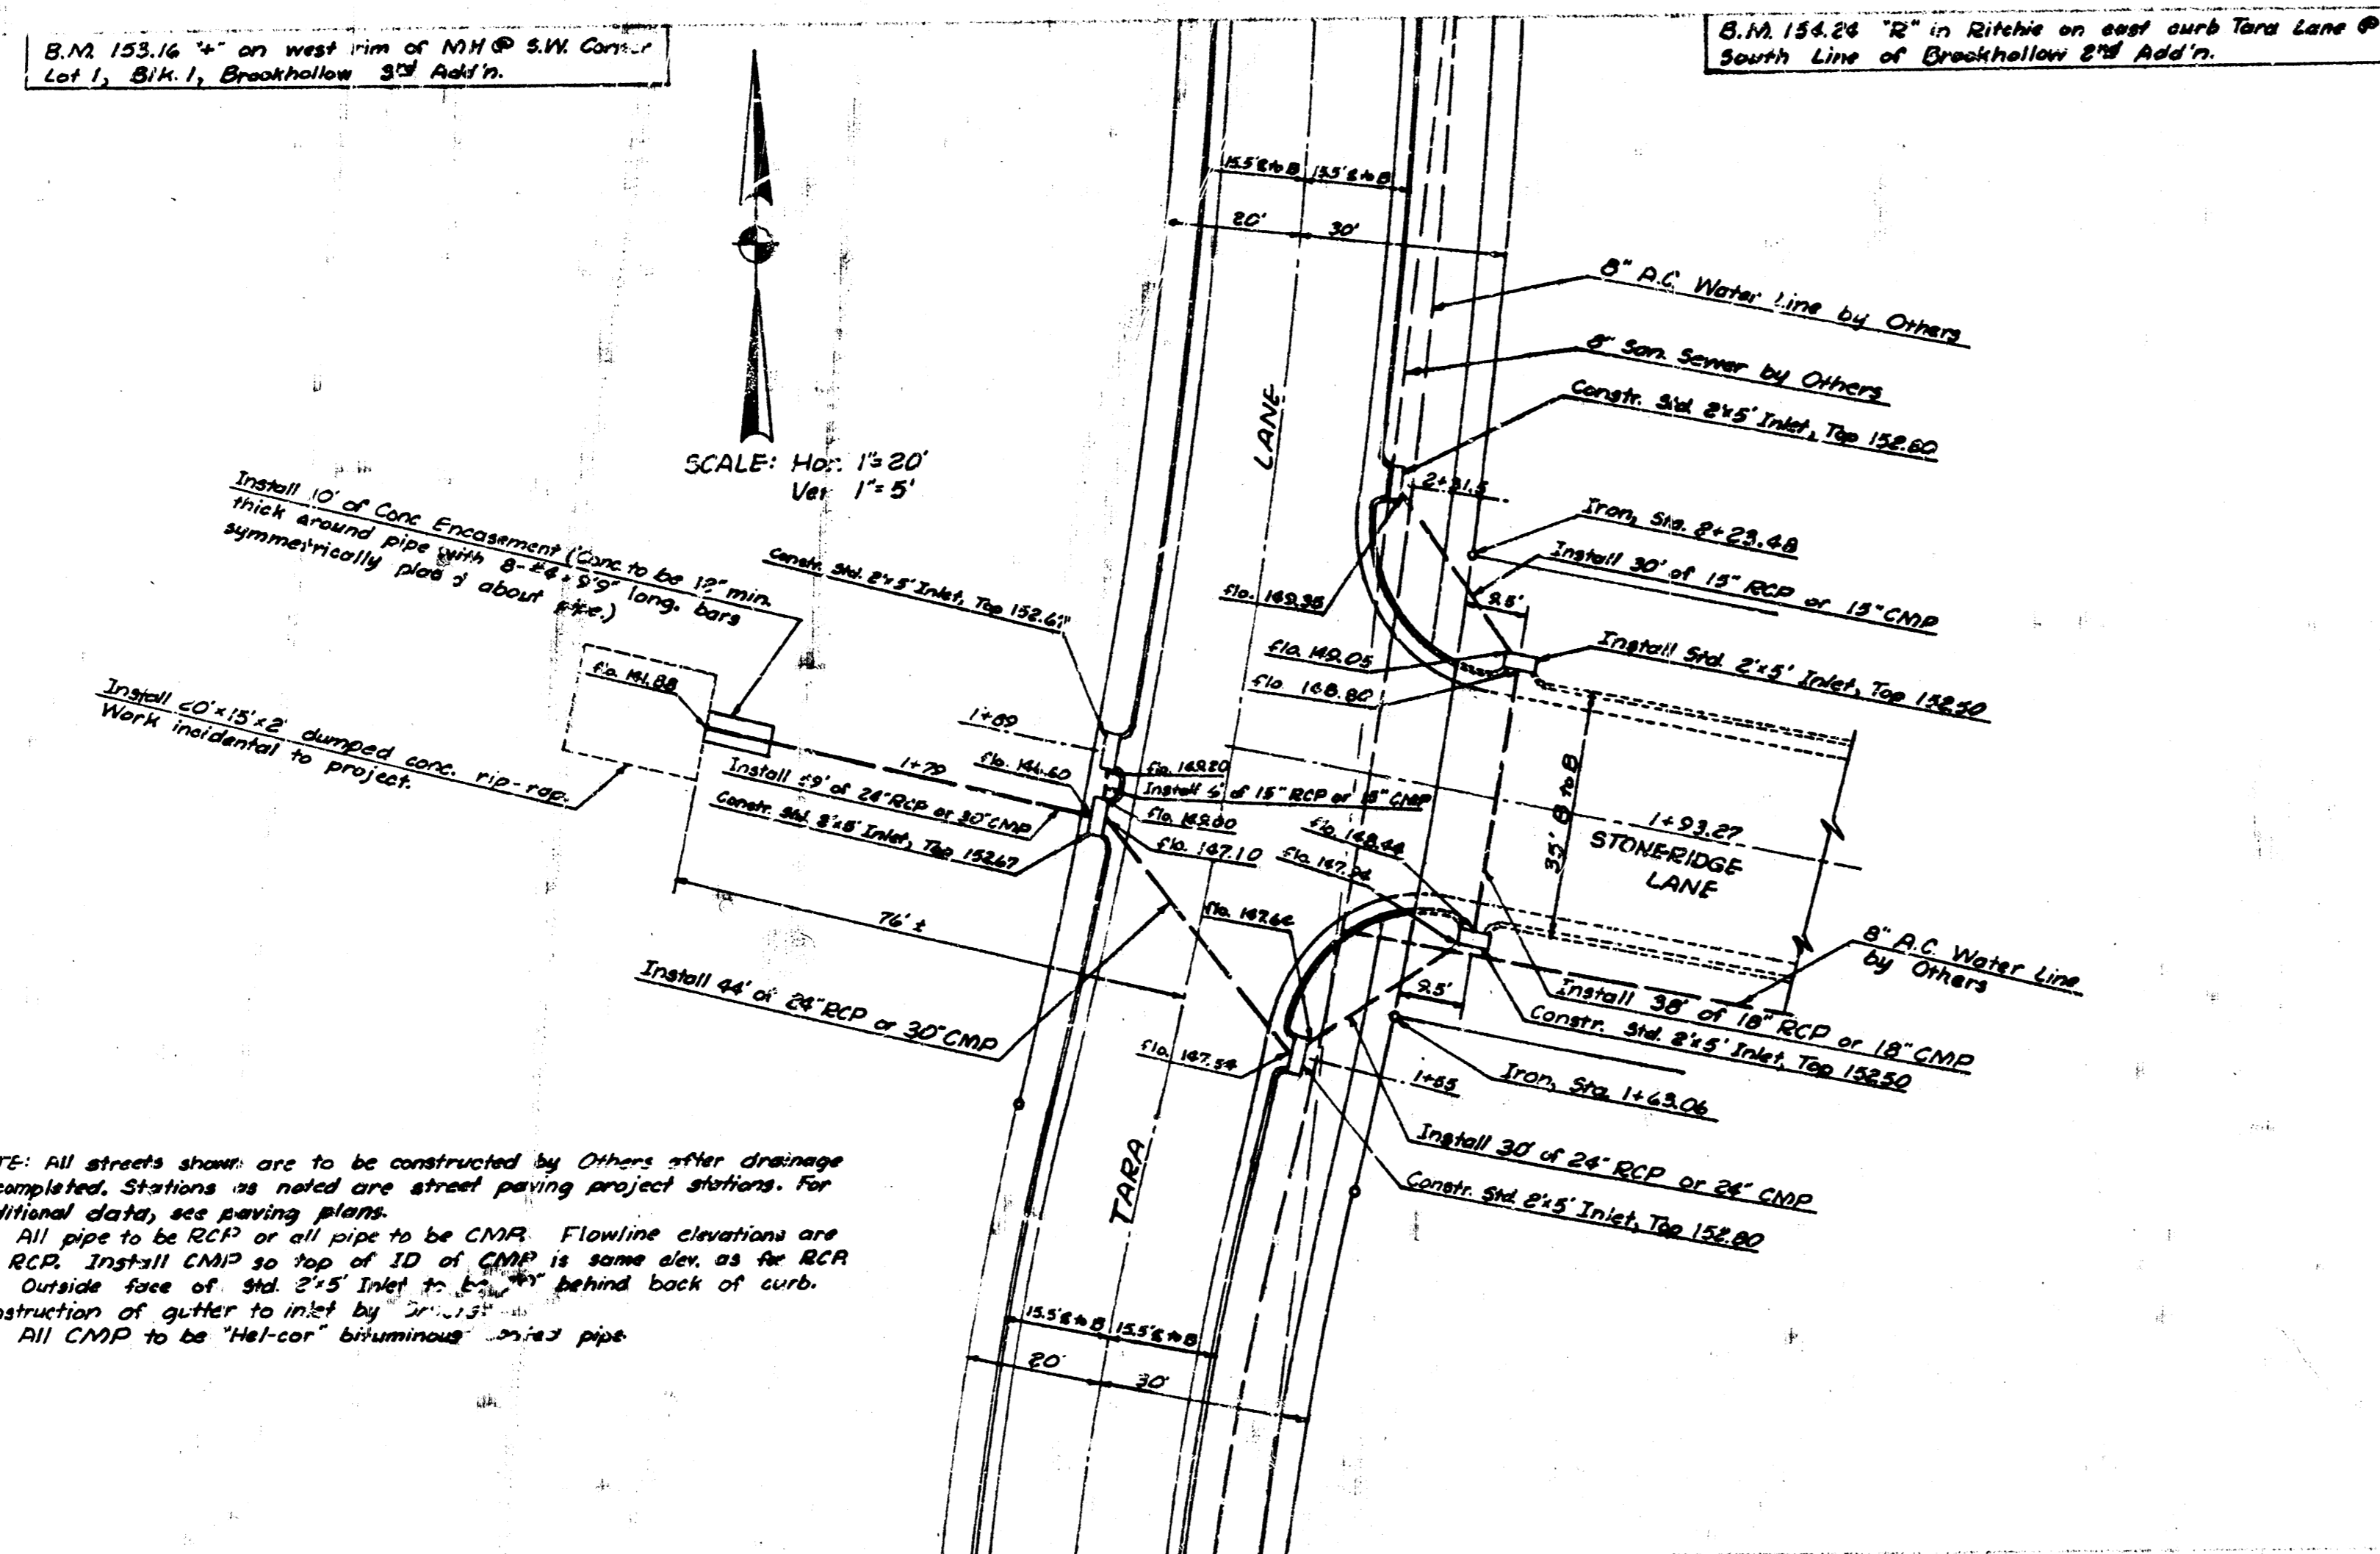 B.M. 153.16 "+" on west rim of MH @ S.W. Corner
Lot 1, Blk. 1, Brookhollow 3rd Add'n.
B.M. 154.24 "R" in Ritchie on east curb Tara Lane @
South Line of Brookhollow 2nd Add'n.
15.5' ℄ to B 15.5' ℄ to B
20' 30'
8" A.C. Water Line by Others
8" San. Sewer by Others
Constr. Std. 2'x5' Inlet, Top 152.80
LANE
SCALE: Hor. 1"=20'
Ver. 1"=5'
2+31.5
Iron, Sta. 2+23.48
Install 30' of 15" RCP or 15" CMP
Install 10' of Conc Encasement (Conc to be 12" min.
thick around pipe with 8-#4 x 9'9" long. bars
symmetrically about pipe.)
Constr. Std. 2'x5' Inlet, Top
flo. 149.35
9.5'
flo. 149.05
flo. 148.80
Install Std. 2'x5' Inlet, Top 152.50
flo. 141.88
Install x15'x2' dumped conc. rip-rap.
Work incidental to project.
1+89
1+79
flo. 149.20
Install of 15" RCP or 15" CMP
flo. 149.00
flo. 147.10
Install of 24" RCP or 30" CMP
Constr. Std. 2'x5' Inlet, Top 152.67
flo. 148.44
flo. 147.94
35' B to B
1+93.27
STONERIDGE
LANE
76' ±
flo. 147.64
8" A.C. Water Line
by Others
Install 44' of 24" RCP or 30" CMP
9.5'
Install 38' of 18" RCP or 18" CMP
Constr. Std. 2'x5' Inlet, Top 152.50
flo. 147.54
1+55
Iron, Sta. 1+63.06
Install 30' of 24" RCP or 24" CMP
Constr. Std. 2'x5' Inlet, Top 152.80
TARA
TE: All streets shown are to be constructed by Others after drainage
ompleted. Stations as noted are street paving project stations. For
ditional data, see paving plans.
All pipe to be RCP or all pipe to be CMP. Flowline elevations are
RCP. Install CMP so top of ID of CMP is same elev. as for RCP.
Outside face of Std. 2'x5' Inlet to be behind back of curb.
nstruction of gutter to inlet by
All CMP to be "Hel-cor" bituminous pipe.
15.5' ℄ to B 15.5' ℄ to B
20' 30'